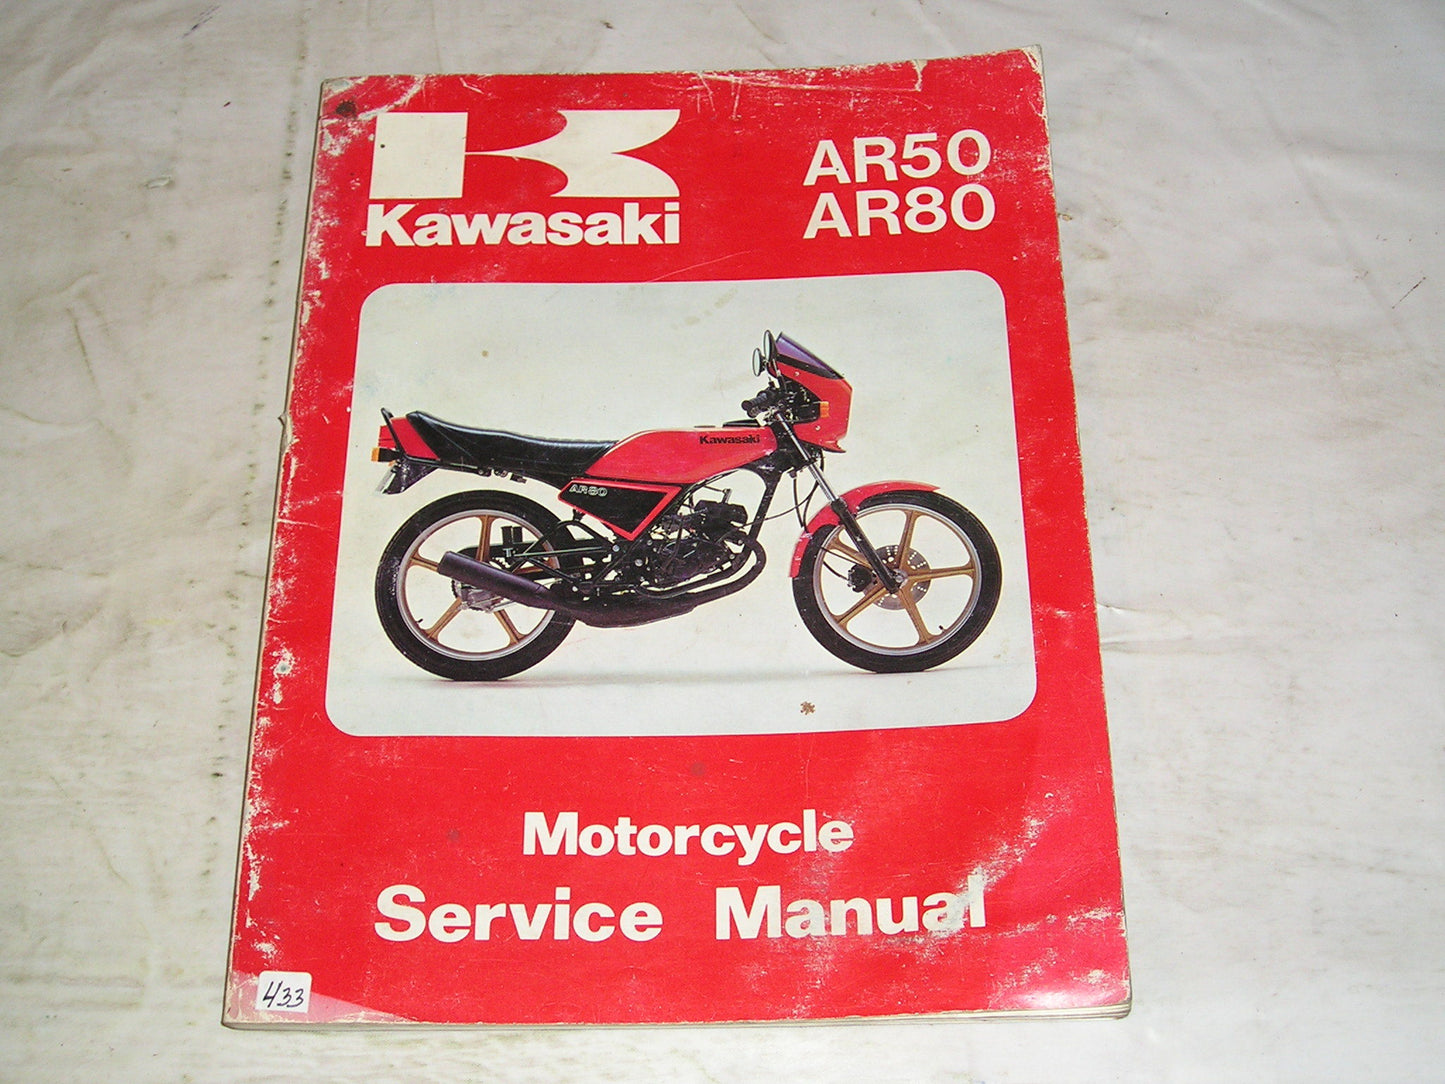 Kawasaki
AR50
AR80
Kawasaki
AR80
Motorcycle
Service Manual
433